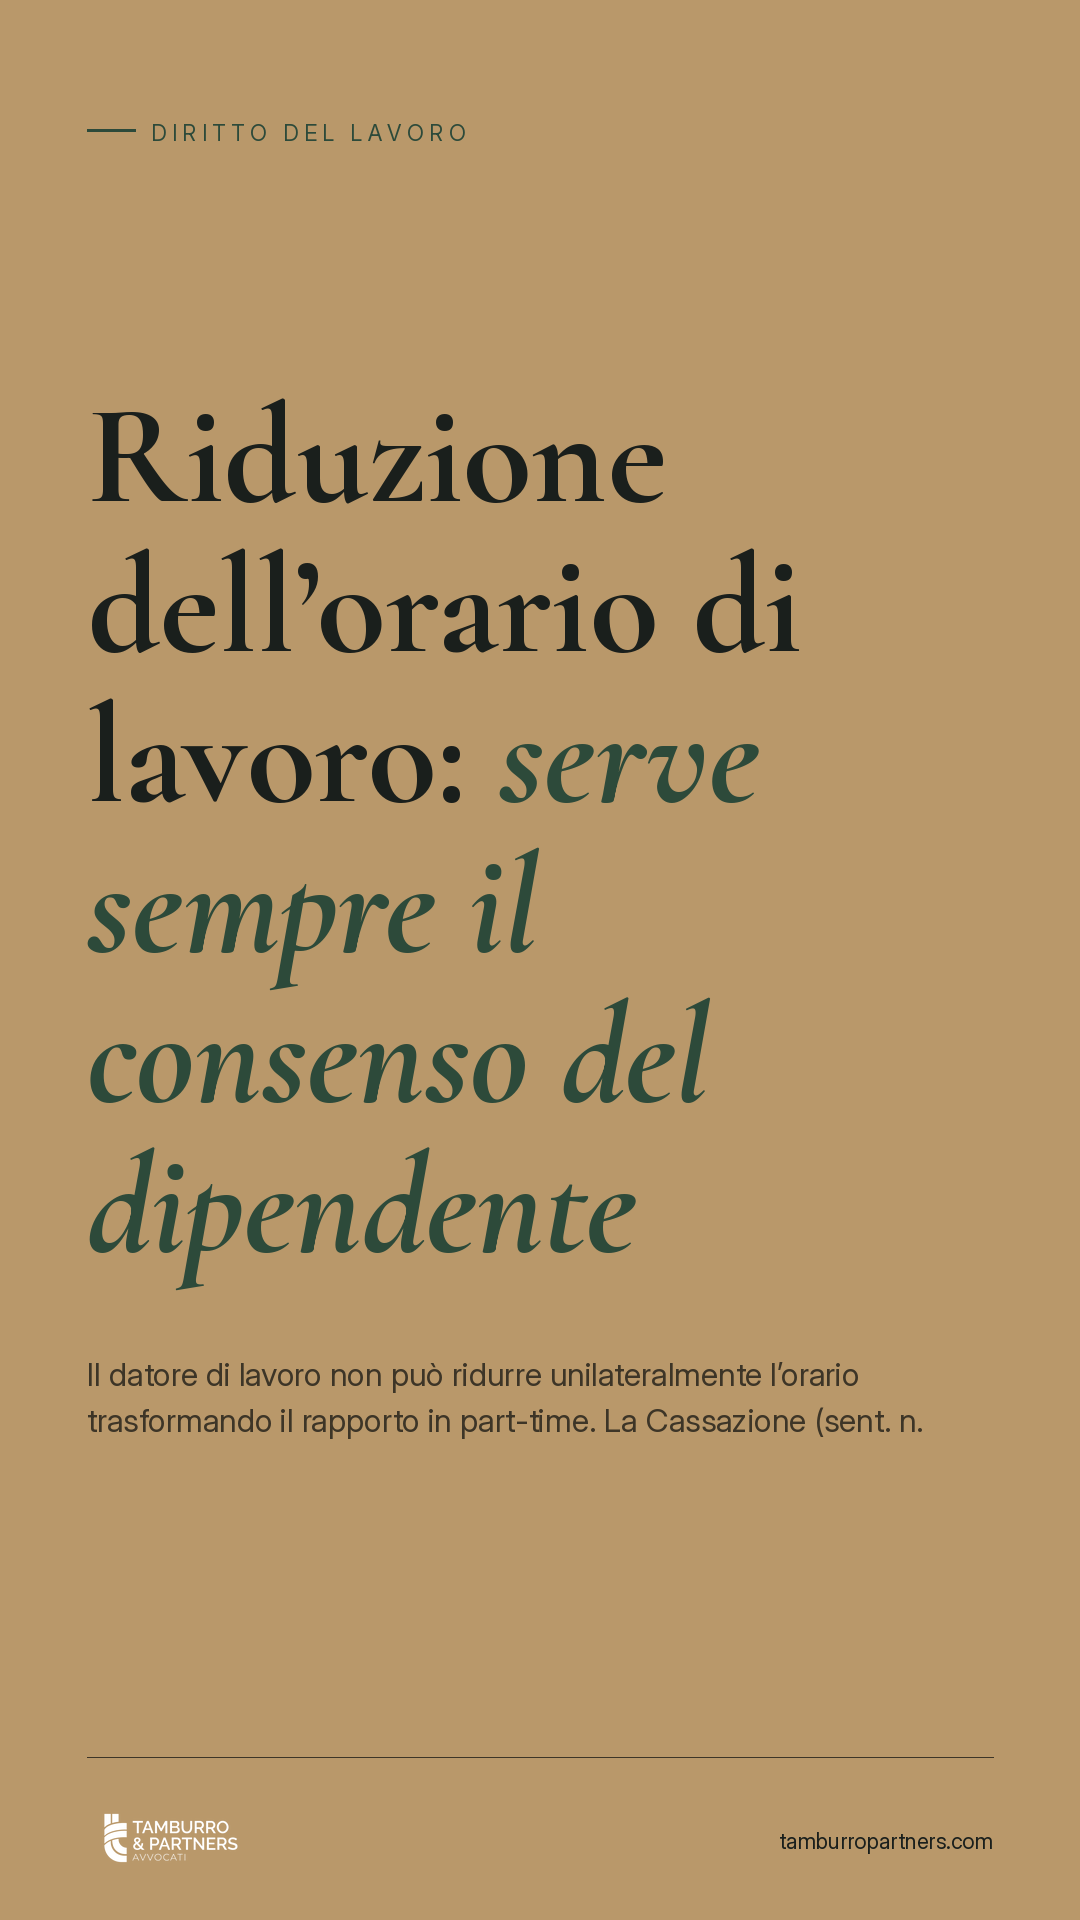 DIRITTO DEL LAVORO
Riduzione
dell’orario di
lavoro: serve
sempre il
consenso del
dipendente
Il datore di lavoro non può ridurre unilateralmente l’orario
trasformando il rapporto in part-time. La Cassazione (sent. n.
TAMBURRO
& PARTNERS
AVVOCATI
tamburropartners.com